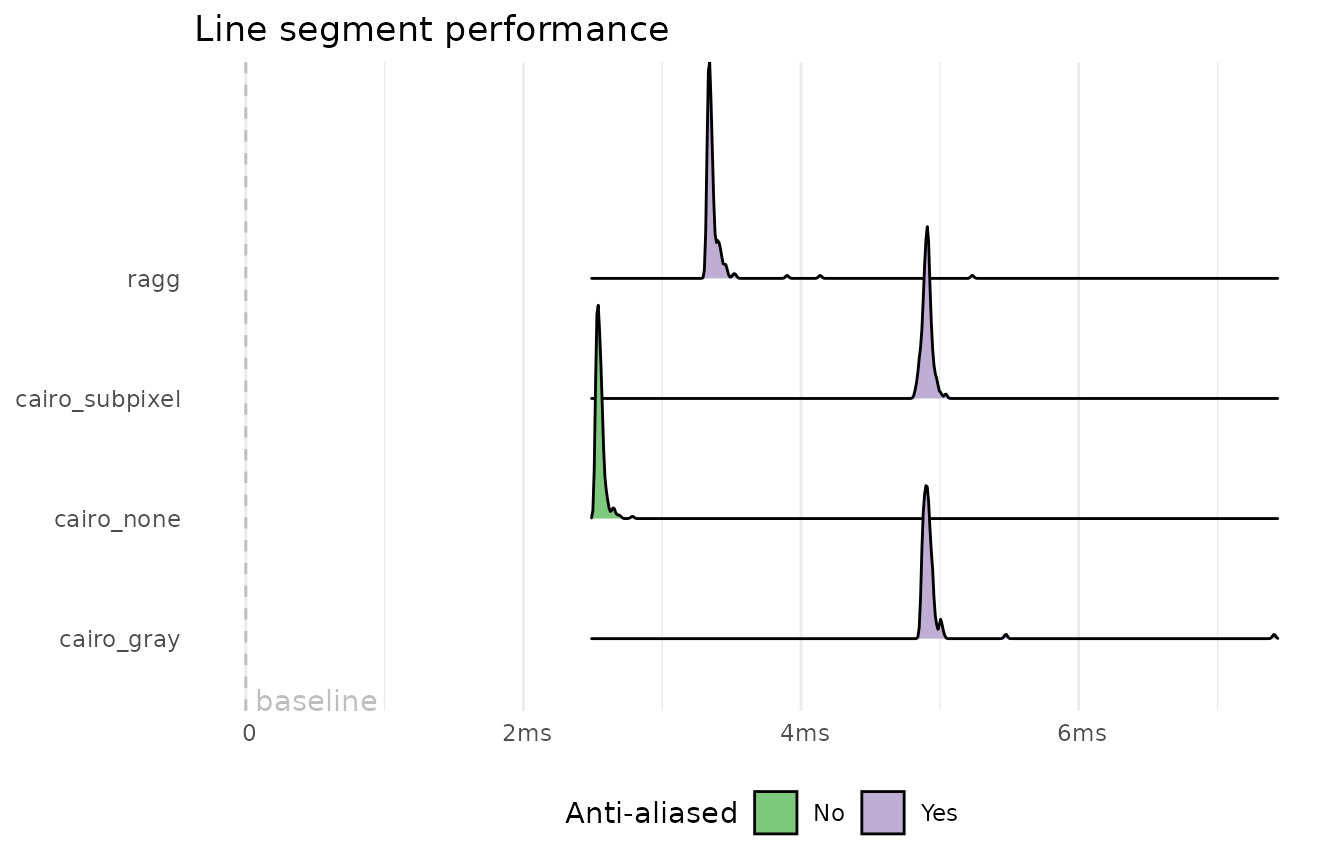 Line segment performance
ragg
cairo_subpixel
cairo_none
cairo_gray
baseline
0 2ms 4ms 6ms
Anti-aliased No Yes